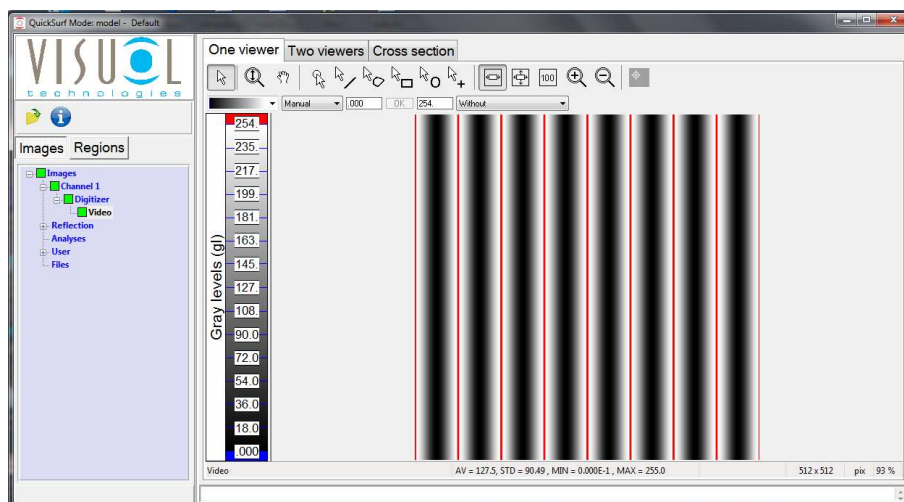 QuickSurf Mode: model - Default
VISUOL
technologies
One viewer Two viewers Cross section
100
Manual 000 OK 254. Without
Images Regions
Images
Channel 1
Digitizer
Video
Reflection
Analyses
User
Files
Gray levels (gl)
254.
235.
217.
199.
181.
163.
145.
127.
108.
90.0
72.0
54.0
36.0
18.0
.000
Video AV = 127.5, STD = 90.49 , MIN = 0.000E-1 , MAX = 255.0 512 x 512 pix 93 %